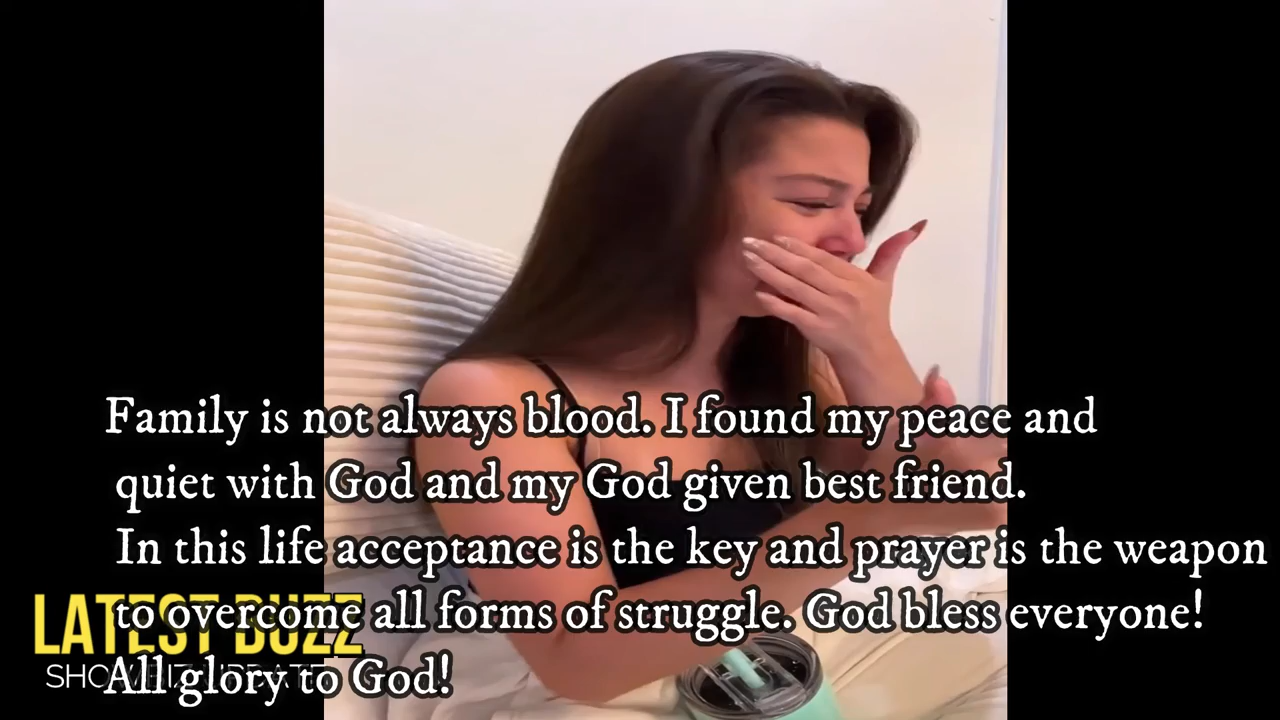 Family is not always blood. I found my peace and
quiet with God and my God given best friend.
In this life acceptance is the key and prayer is the weapon
to overcome all forms of struggle. God bless everyone!
All glory to God!
LATEST BUZZ
SHOWBIZ UPDATE